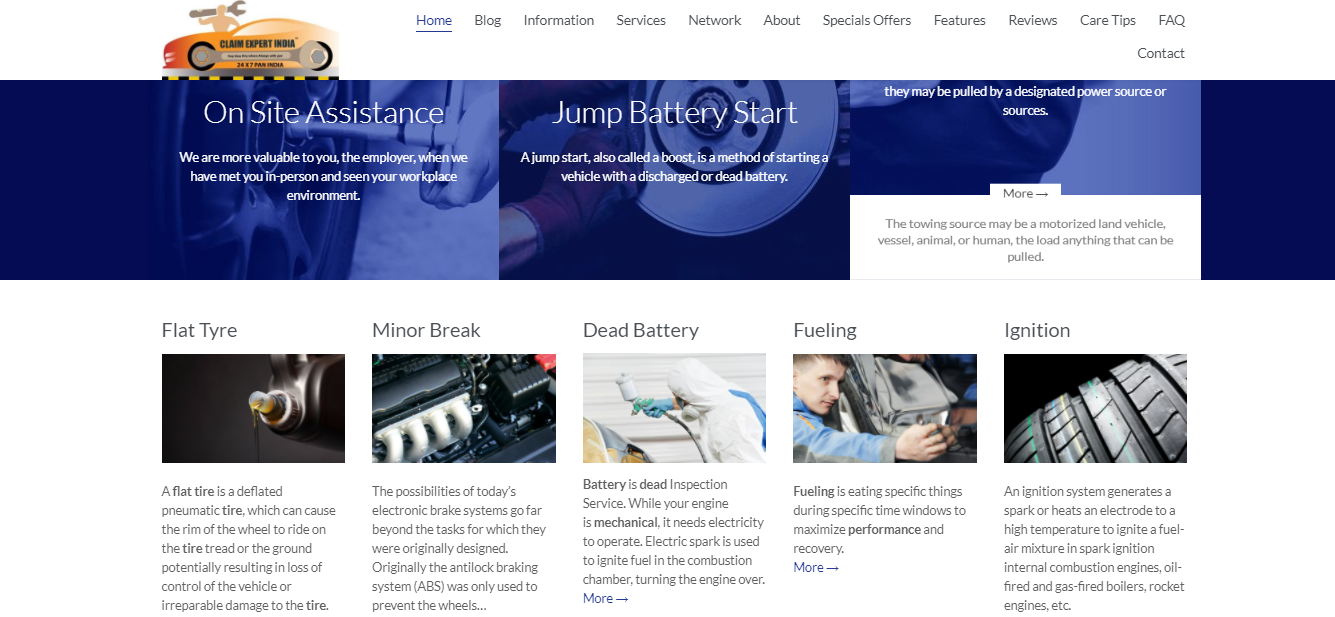 CLAIM EXPERT INDIA
24 X 7 PAN INDIA
Home
Blog
Information
Services
Network
About
Specials Offers
Features
Reviews
Care Tips
FAQ
Contact
On Site Assistance
We are more valuable to you, the employer, when we
have met you in-person and seen your workplace
environment.
Jump Battery Start
A jump start, also called a boost, is a method of starting a
vehicle with a discharged or dead battery.
they may be pulled by a designated power source or
sources.
More →
The towing source may be a motorized land vehicle,
vessel, animal, or human, the load anything that can be
pulled.
Flat Tyre
A flat tire is a deflated
pneumatic tire, which can cause
the rim of the wheel to ride on
the tire tread or the ground
potentially resulting in loss of
control of the vehicle or
irreparable damage to the tire.
Minor Break
The possibilities of today's
electronic brake systems go far
beyond the tasks for which they
were originally designed.
Originally the antilock braking
system (ABS) was only used to
prevent the wheels…
Dead Battery
Battery is dead Inspection
Service. While your engine
is mechanical, it needs electricity
to operate. Electric spark is used
to ignite fuel in the combustion
chamber, turning the engine over.
More →
Fueling
Fueling is eating specific things
during specific time windows to
maximize performance and
recovery.
More →
Ignition
An ignition system generates a
spark or heats an electrode to a
high temperature to ignite a fuel-
air mixture in spark ignition
internal combustion engines, oil-
fired and gas-fired boilers, rocket
engines, etc.